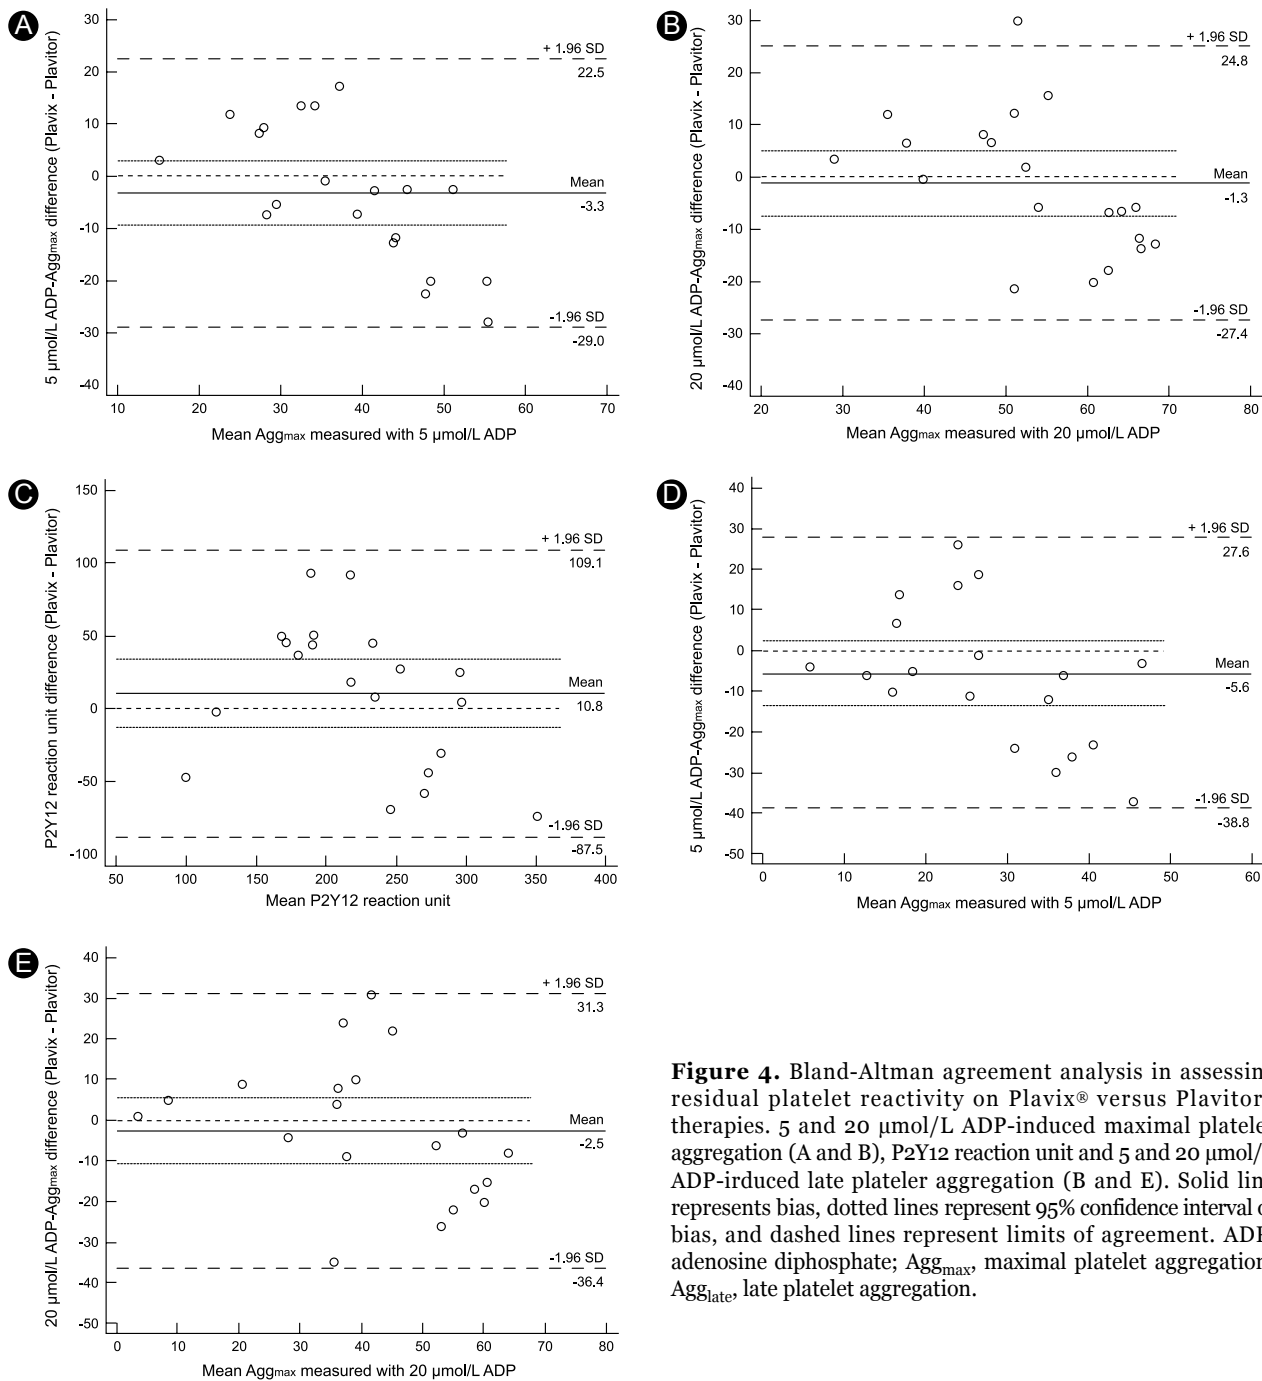 A
5 µmol/L ADP-Aggmax difference (Plavix - Plavitor)
30
20
10
0
-10
-20
-30
-40
+ 1.96 SD
22.5
Mean
-3.3
-1.96 SD
-29.0
10 20 30 40 50 60 70
Mean Aggmax measured with 5 µmol/L ADP
B
20 µmol/L ADP-Aggmax difference (Plavix - Plavitor)
30
20
10
0
-10
-20
-30
-40
+ 1.96 SD
24.8
Mean
-1.3
-1.96 SD
-27.4
20 30 40 50 60 70 80
Mean Aggmax measured with 20 µmol/L ADP
C
P2Y12 reaction unit difference (Plavix - Plavitor)
150
100
50
0
-50
-100
+ 1.96 SD
109.1
Mean
10.8
-1.96 SD
-87.5
50 100 150 200 250 300 350 400
Mean P2Y12 reaction unit
D
5 µmol/L ADP-Aggmax difference (Plavix - Plavitor)
40
30
20
10
0
-10
-20
-30
-40
-50
+ 1.96 SD
27.6
Mean
-5.6
-1.96 SD
-38.8
0 10 20 30 40 50 60
Mean Aggmax measured with 5 µmol/L ADP
E
20 µmol/L ADP-Aggmax difference (Plavix - Plavitor)
40
30
20
10
0
-10
-20
-30
-40
-50
+ 1.96 SD
31.3
Mean
-2.5
-1.96 SD
-36.4
0 10 20 30 40 50 60 70 80
Mean Aggmax measured with 20 µmol/L ADP
Figure 4. Bland-Altman agreement analysis in assessin
residual platelet reactivity on Plavix® versus Plavitor
therapies. 5 and 20 µmol/L ADP-induced maximal platele
aggregation (A and B), P2Y12 reaction unit and 5 and 20 µmol/
ADP-irduced late plateler aggregation (B and E). Solid lin
represents bias, dotted lines represent 95% confidence interval o
bias, and dashed lines represent limits of agreement. ADP
adenosine diphosphate; Aggmax, maximal platelet aggregation
Agglate, late platelet aggregation.